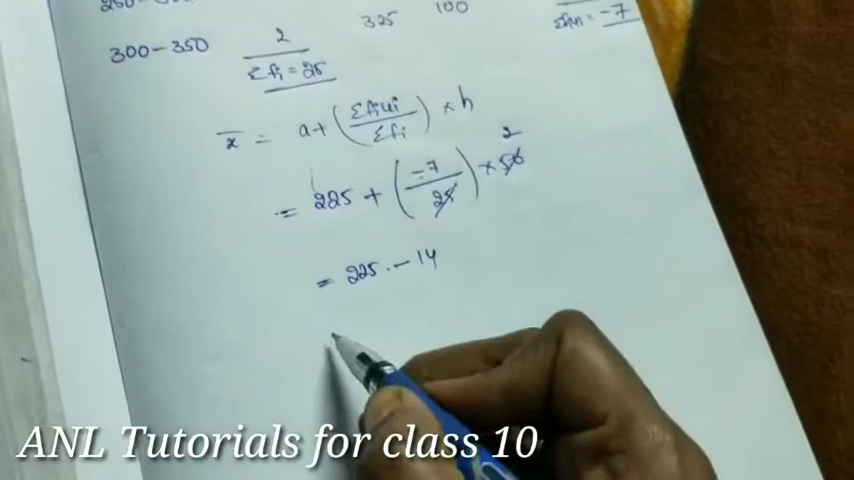 325 100 Σfiui = -7
300-350 2
Σfi = 25
x̄ = a+ (Σfiui / Σfi) × h
2
= 225 + (-7 / 25) × 50
= 225 - 14
ANL Tutorials for class 10